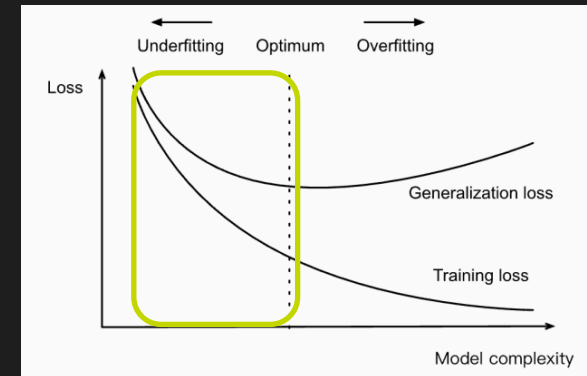 Underfitting Optimum Overfitting
Loss
Generalization loss
Training loss
Model complexity